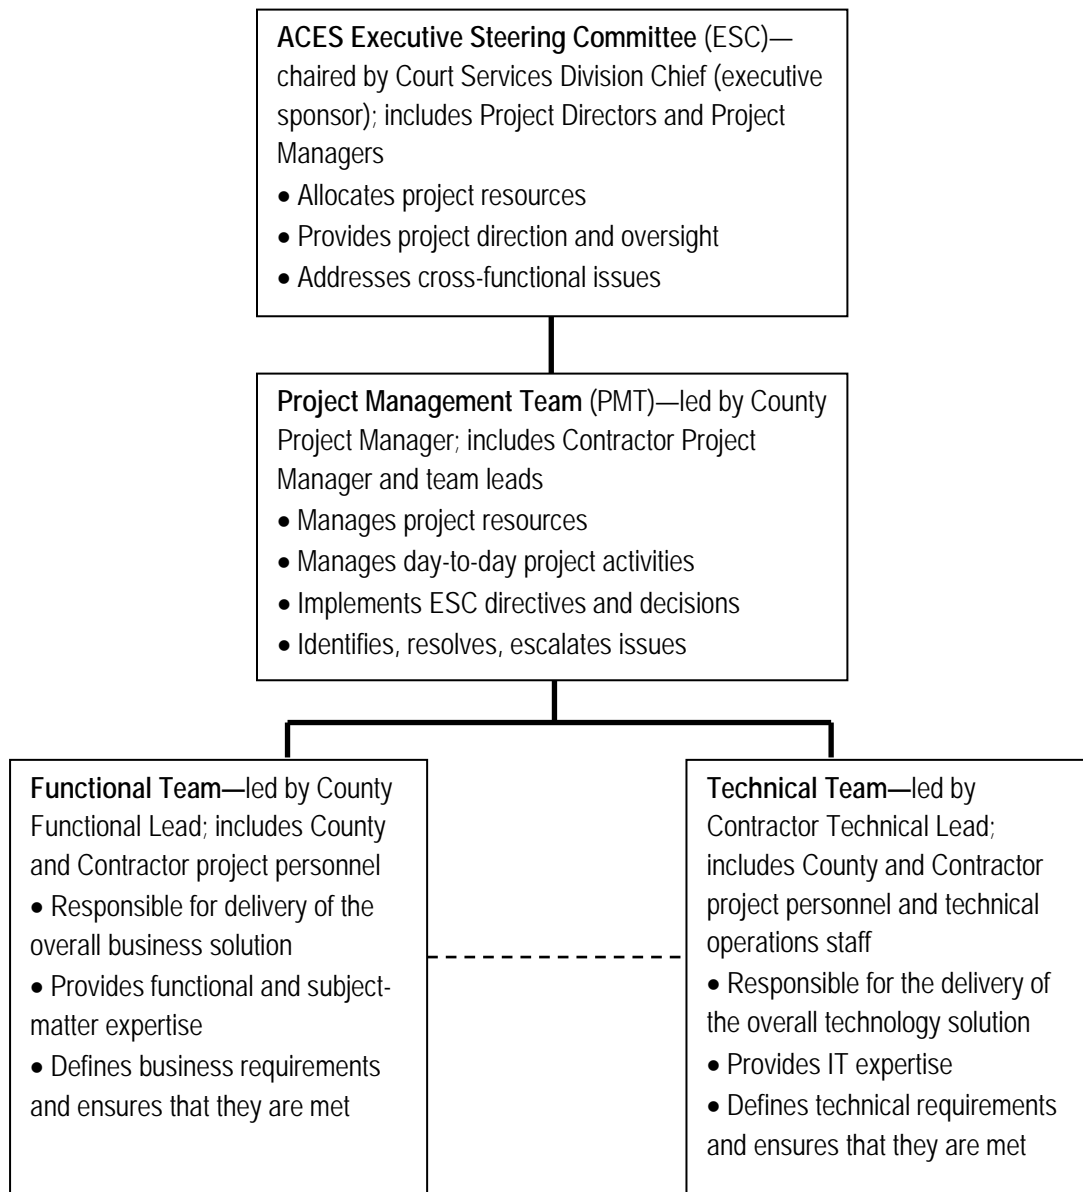 ACES Executive Steering Committee (ESC)—
chaired by Court Services Division Chief (executive
sponsor); includes Project Directors and Project
Managers
• Allocates project resources
• Provides project direction and oversight
• Addresses cross-functional issues
Project Management Team (PMT)—led by County
Project Manager; includes Contractor Project
Manager and team leads
• Manages project resources
• Manages day-to-day project activities
• Implements ESC directives and decisions
• Identifies, resolves, escalates issues
Functional Team—led by County
Functional Lead; includes County
and Contractor project personnel
• Responsible for delivery of the
overall business solution
• Provides functional and subject-
matter expertise
• Defines business requirements
and ensures that they are met
Technical Team—led by
Contractor Technical Lead;
includes County and Contractor
project personnel and technical
operations staff
• Responsible for the delivery of
the overall technology solution
• Provides IT expertise
• Defines technical requirements
and ensures that they are met